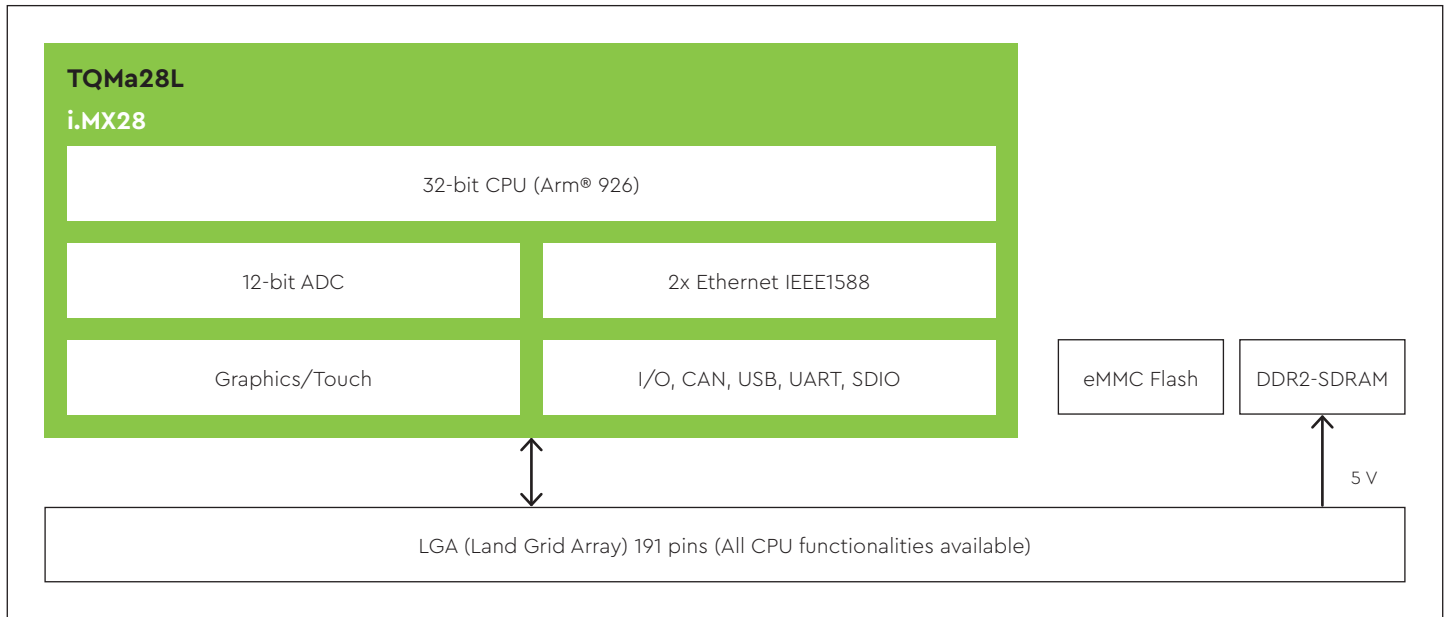 TQMa28L
i.MX28
32-bit CPU (Arm® 926)
12-bit ADC
2x Ethernet IEEE1588
Graphics/Touch
I/O, CAN, USB, UART, SDIO
eMMC Flash
DDR2-SDRAM
5 V
LGA (Land Grid Array) 191 pins (All CPU functionalities available)